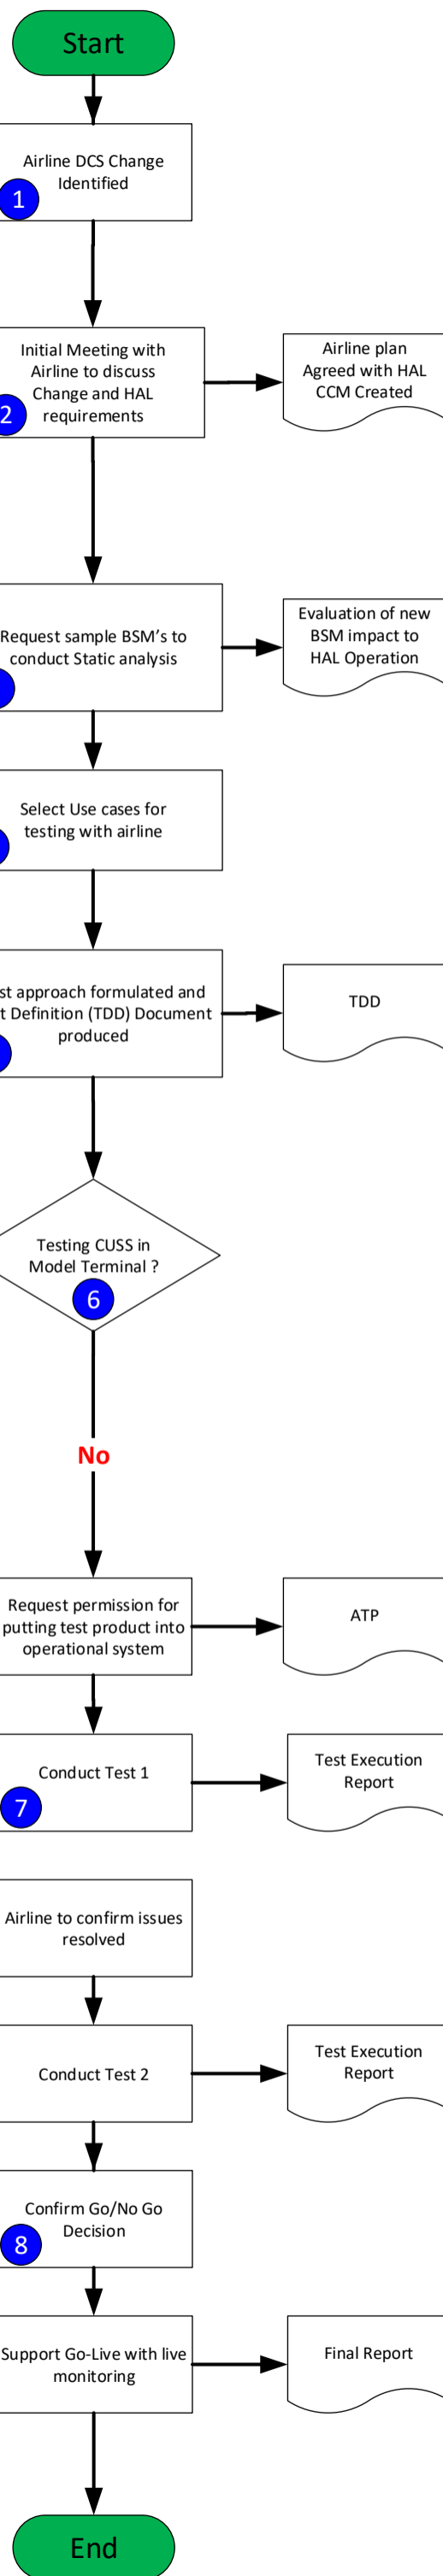 Start
Airline DCS Change
Identified
1
Initial Meeting with
Airline to discuss
Change and HAL
requirements
2
Airline plan
Agreed with HAL
CCM Created
Request sample BSM's to
conduct Static analysis
Evaluation of new
BSM impact to
HAL Operation
Select Use cases for
testing with airline
st approach formulated and
t Definition (TDD) Document
produced
TDD
Testing CUSS in
Model Terminal ?
6
No
Request permission for
putting test product into
operational system
ATP
Conduct Test 1
7
Test Execution
Report
Airline to confirm issues
resolved
Conduct Test 2
Test Execution
Report
Confirm Go/No Go
Decision
8
Support Go-Live with live
monitoring
Final Report
End